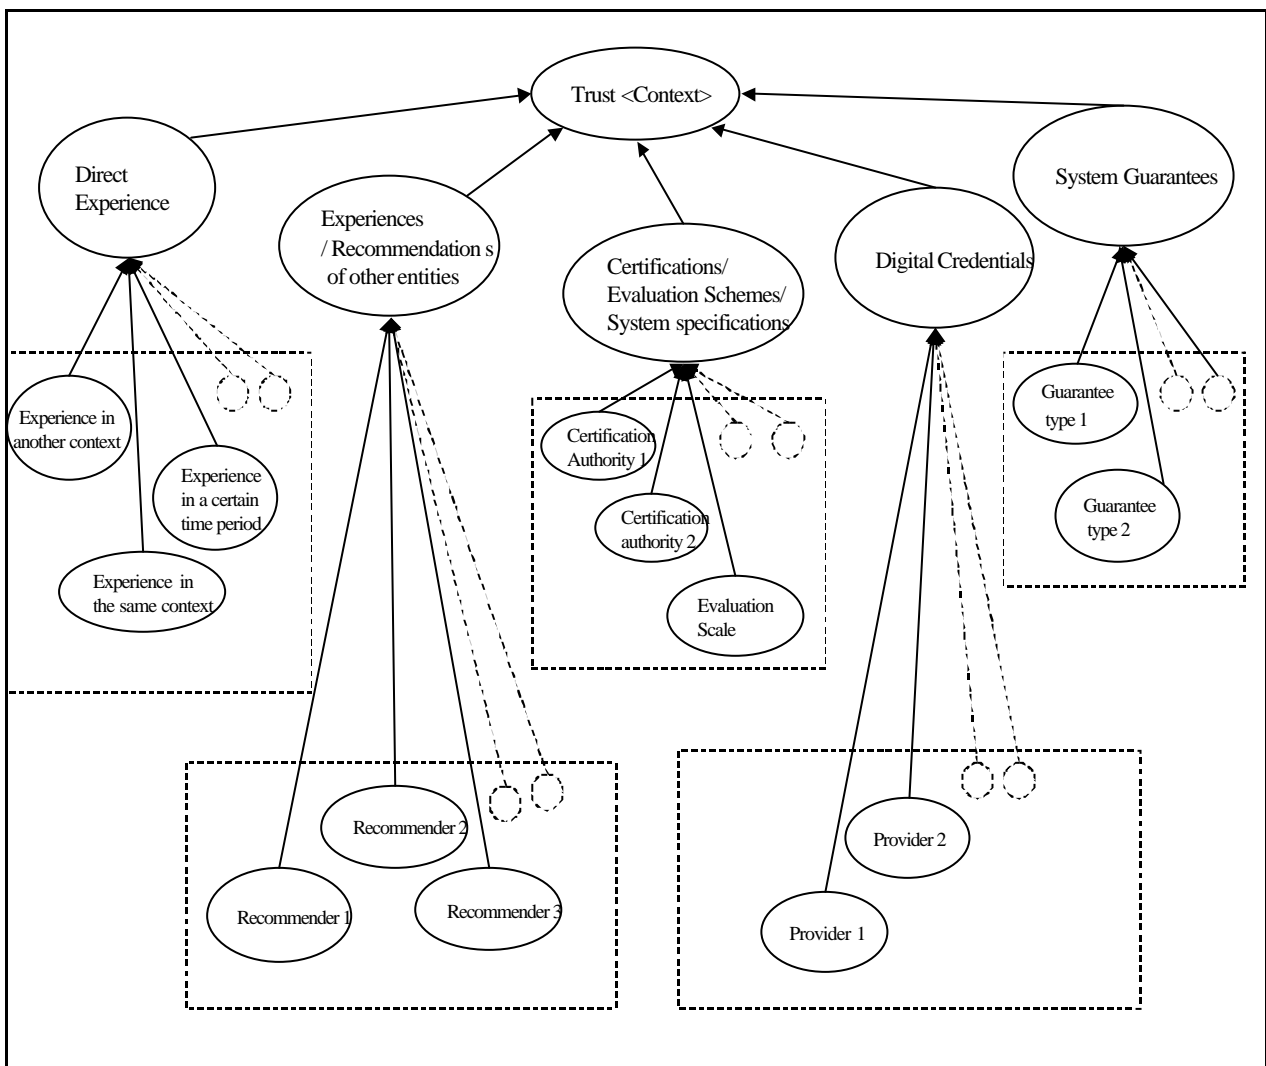 Trust <Context>
Direct
Experience
Experiences
/ Recommendation s
of other entities
Certifications/
Evaluation Schemes/
System specifications
Digital Credentials
System Guarantees
Experience in
another context
Experience
in a certain
time period
Experience in
the same context
Certification
Authority 1
Certification
authority 2
Evaluation
Scale
Guarantee
type 1
Guarantee
type 2
Recommender 2
Recommender 1
Recommender 3
Provider 2
Provider 1